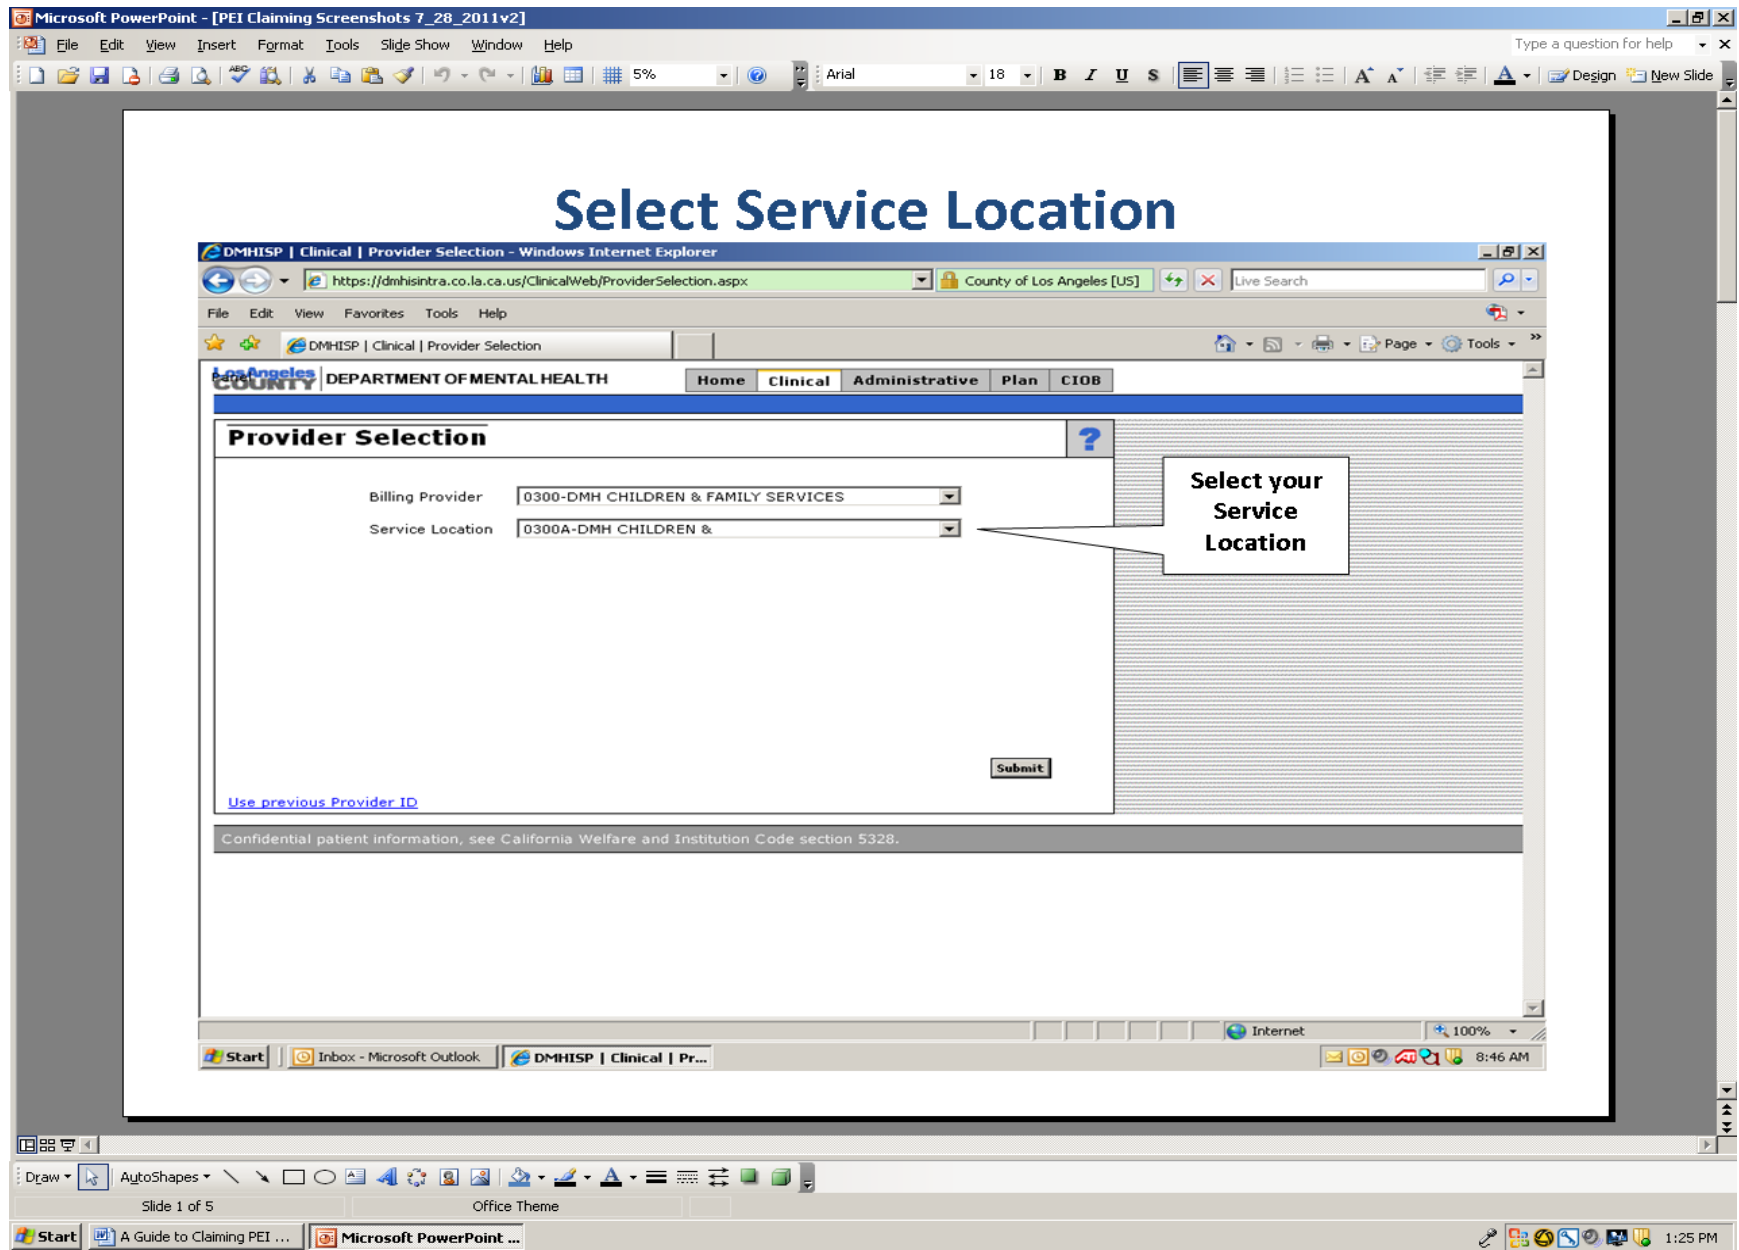 Microsoft PowerPoint - [PEI Claiming Screenshots 7_28_2011v2]
File Edit View Insert Format Tools Slide Show Window Help Type a question for help
5% Arial 18 B I U S A A A Design New Slide
Select Service Location
DMHISP | Clinical | Provider Selection - Windows Internet Explorer
https://dmhisintra.co.la.ca.us/ClinicalWeb/ProviderSelection.aspx County of Los Angeles [US] Live Search
File Edit View Favorites Tools Help
DMHISP | Clinical | Provider Selection Page Tools
Los Angeles
Panel
COUNTY DEPARTMENT OF MENTAL HEALTH Home Clinical Administrative Plan CIOB
Provider Selection ?
Billing Provider 0300-DMH CHILDREN & FAMILY SERVICES
Service Location 0300A-DMH CHILDREN &
Select your
Service
Location
Submit
Use previous Provider ID
Confidential patient information, see California Welfare and Institution Code section 5328.
Internet 100%
Start Inbox - Microsoft Outlook DMHISP | Clinical | Pr... 8:46 AM
Draw AutoShapes A
Slide 1 of 5 Office Theme
Start A Guide to Claiming PEI ... Microsoft PowerPoint ... 1:25 PM